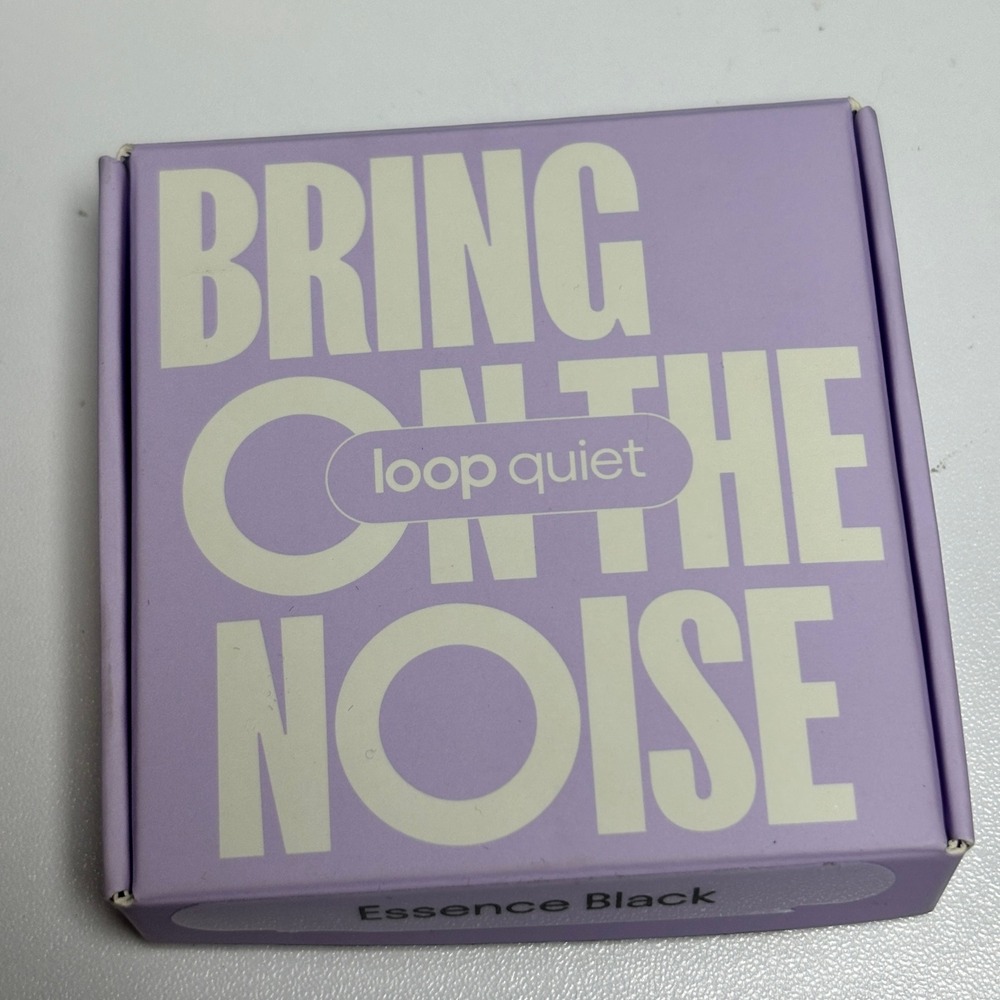 BRING
ON THE
loop quiet
NOISE
Essence Black